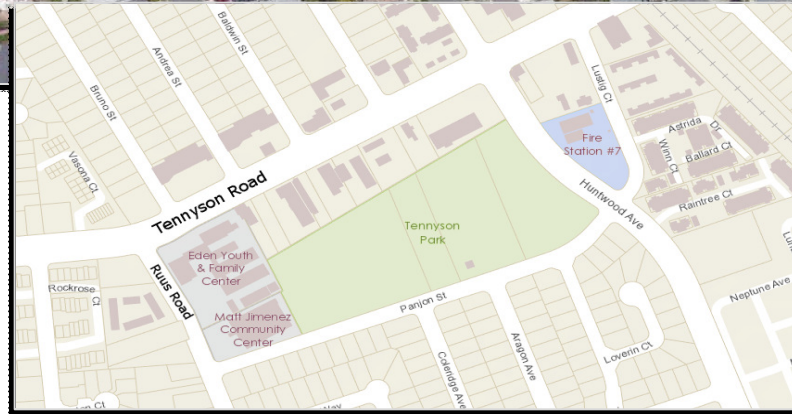 Baldwin St
Andrea St
Bruno St
Vasona Ct
Lustig Ct
Fire
Station #7
Astrida
Dr
Winn Ct
Ballard Ct
Raintree Ct
Huntwood Ave
Tennyson Road
Tennyson
Park
Eden Youth
& Family
Center
Ruus Road
Rockrose
Ct
Matt Jimenez
Community
Center
Panjon St
Neptune Ave
Coleridge Ave
Aragon Ave
Loverin Ct
Ct